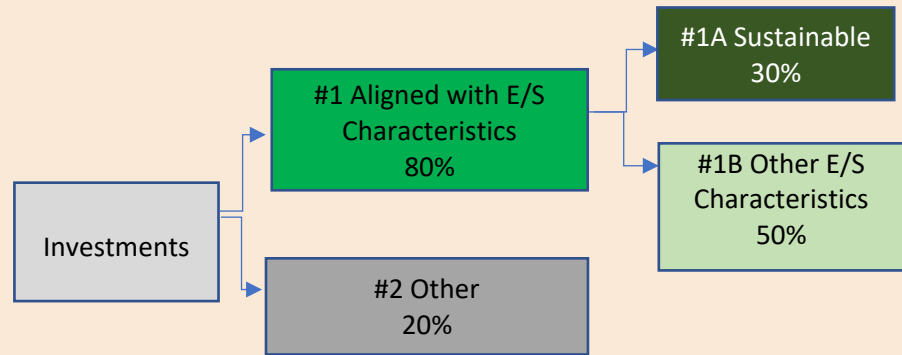 Investments
#1 Aligned with E/S
Characteristics
80%
#2 Other
20%
#1A Sustainable
30%
#1B Other E/S
Characteristics
50%